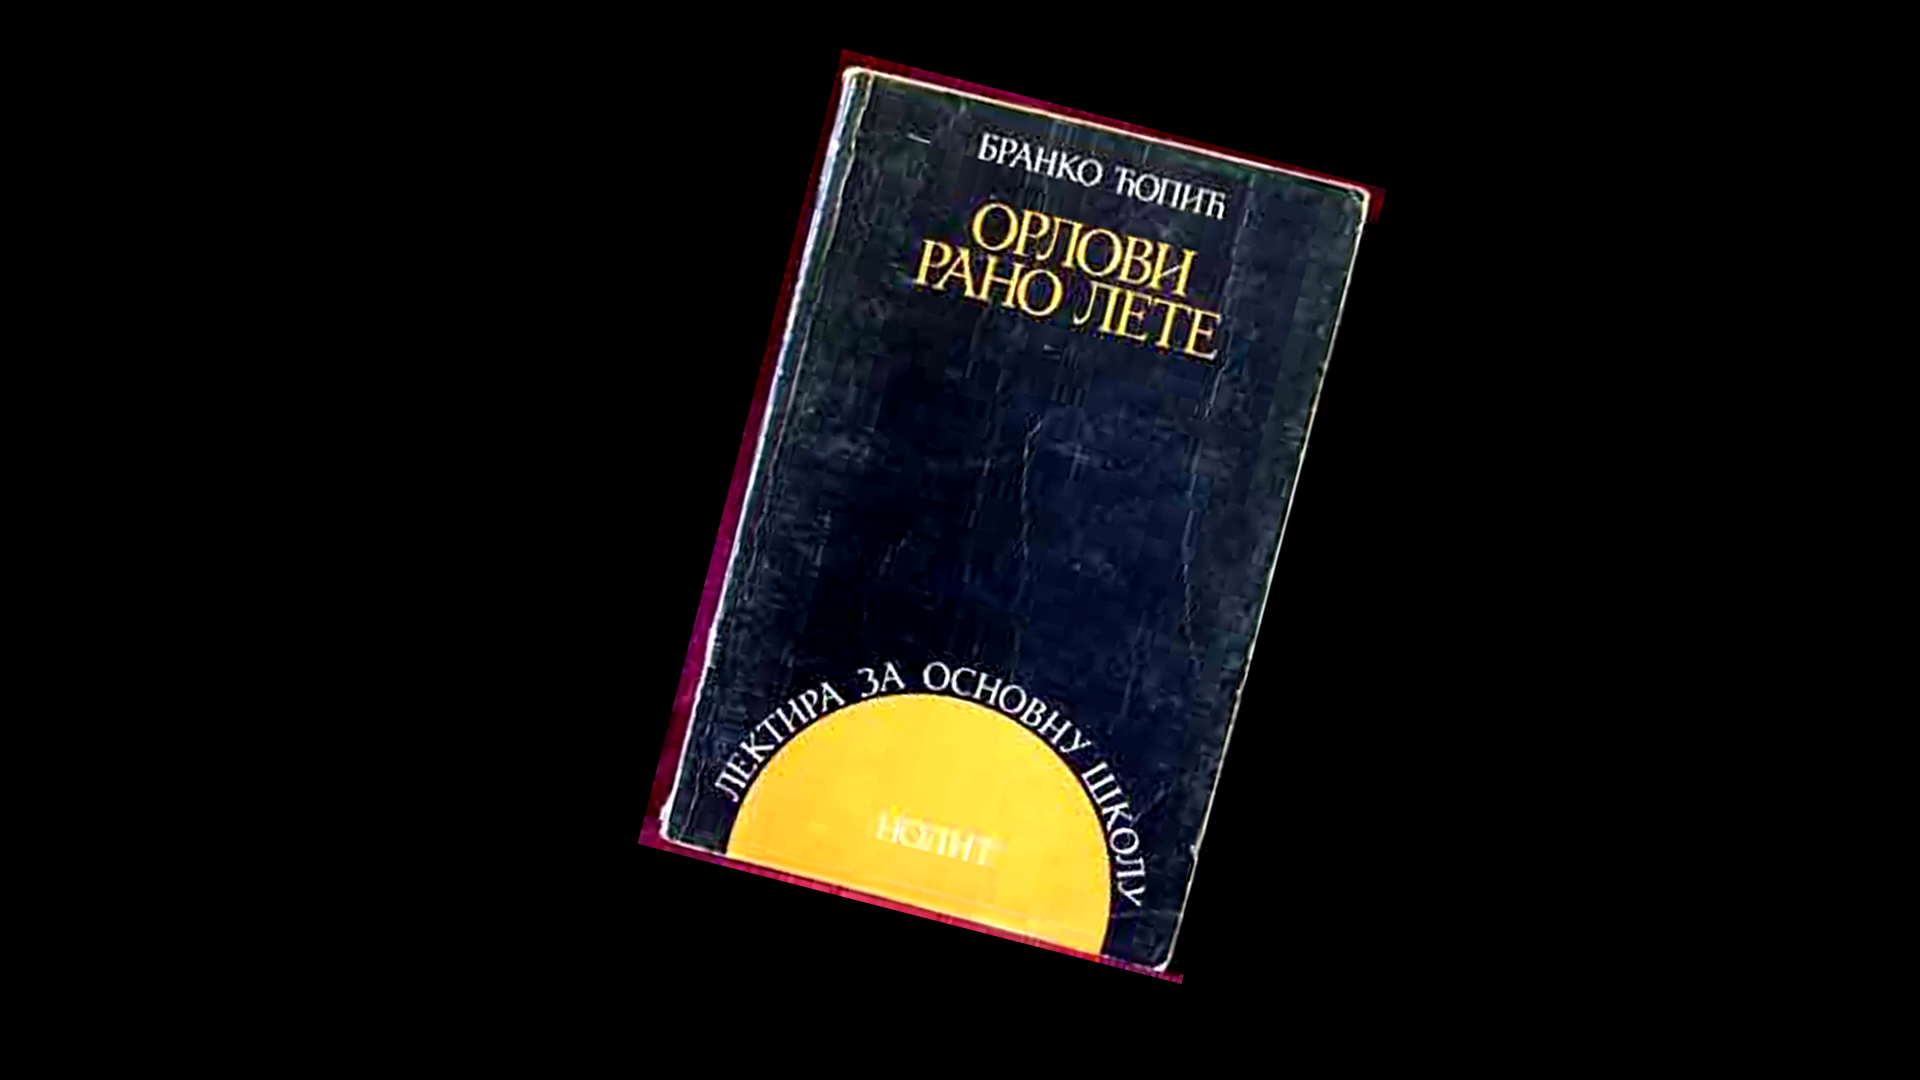 БРАНКО ЋОПИЋ
ОРЛОВИ
РАНО ЛЕТЕ
ЛЕКТИРА ЗА ОСНОВНУ ШКОЛУ
НОЛИТ